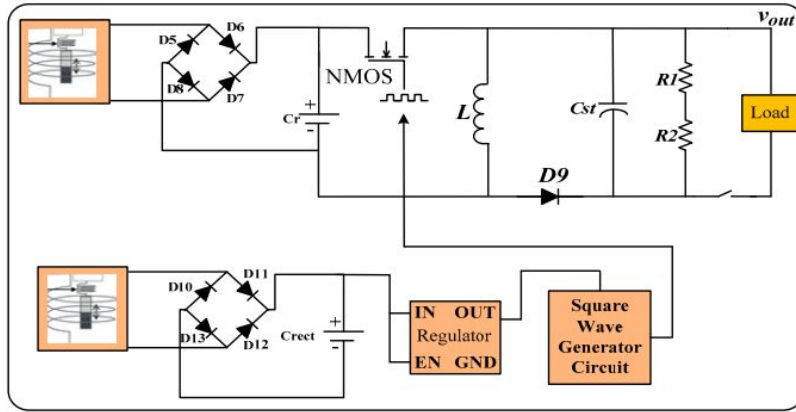 v_out
D5
D6
D8
D7
NMOS
Cr
+
-
L
Cst
R1
R2
Load
D9
D10
D11
D13
D12
Crect
+
-
IN OUT
Regulator
EN GND
Square
Wave
Generator
Circuit